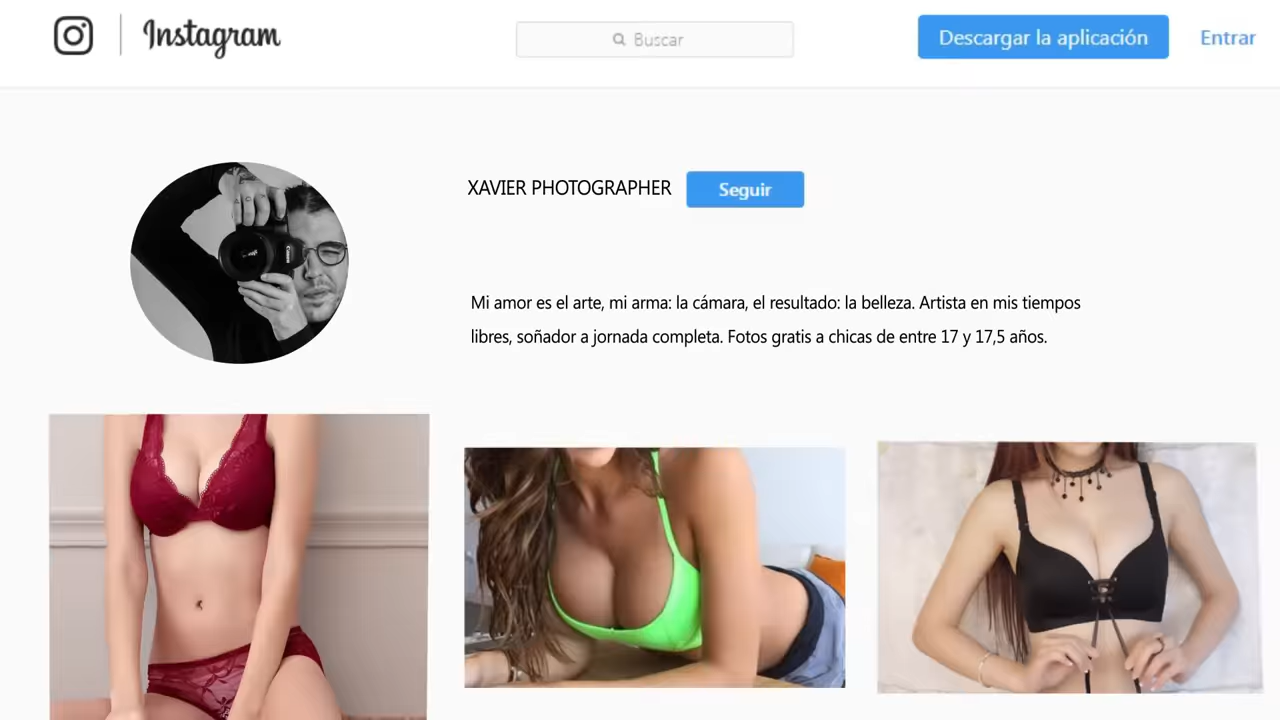 Instagram
Buscar
Descargar la aplicación
Entrar
XAVIER PHOTOGRAPHER
Seguir
Mi amor es el arte, mi arma: la cámara, el resultado: la belleza. Artista en mis tiempos
libres, soñador a jornada completa. Fotos gratis a chicas de entre 17 y 17,5 años.